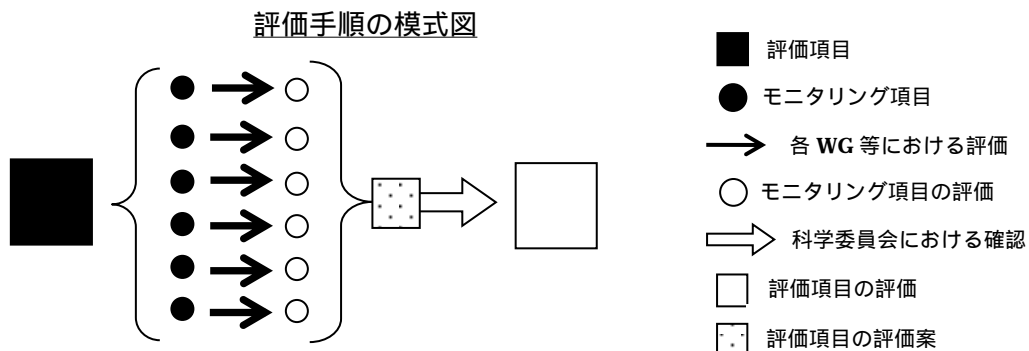 評価手順の模式図
評価項目
モニタリング項目
各 WG 等における評価
モニタリング項目の評価
科学委員会における確認
評価項目の評価
評価項目の評価案